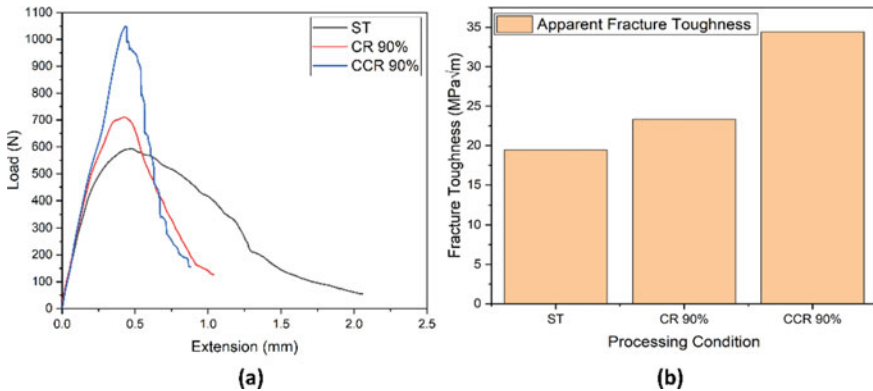 1100
1000
900
800
700
600
500
400
300
200
100
0
Load (N)
0.0 0.5 1.0 1.5 2.0 2.5
Extension (mm)
ST
CR 90%
CCR 90%
(a)
35
30
25
20
15
10
5
0
Fracture Toughness (MPa√m)
Apparent Fracture Toughness
ST CR 90% CCR 90%
Processing Condition
(b)